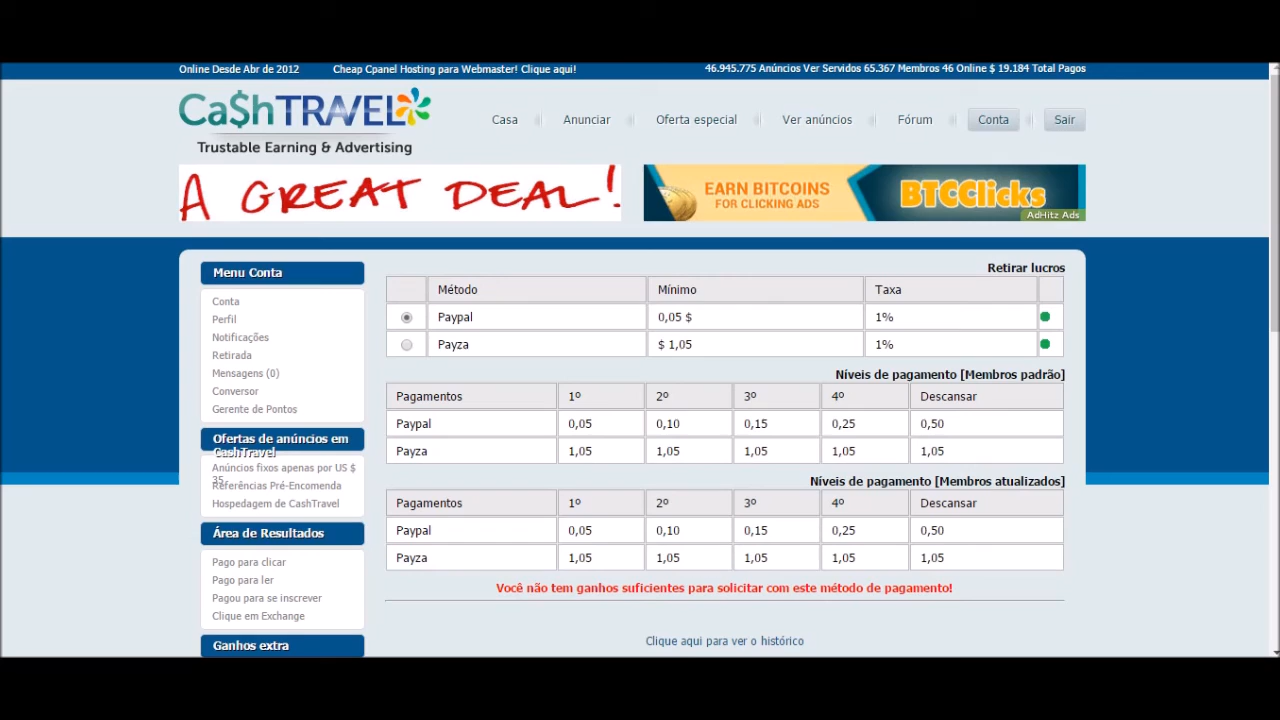 Online Desde Abr de 2012 Cheap Cpanel Hosting para Webmaster! Clique aqui! 46.945.775 Anúncios Ver Servidos 65.367 Membros 46 Online $ 19.184 Total Pagos
Ca$hTRAVEL
Trustable Earning & Advertising
Casa Anunciar Oferta especial Ver anúncios Fórum Conta Sair
A GREAT DEAL!
EARN BITCOINS
FOR CLICKING ADS
BTCClicks
AdHitz Ads
Menu Conta
Conta
Perfil
Notificações
Retirada
Mensagens (0)
Conversor
Gerente de Pontos
Ofertas de anúncios em
CashTravel
Anúncios fixos apenas por US $
35
Referências Pré-Encomenda
Hospedagem de CashTravel
Área de Resultados
Pago para clicar
Pago para ler
Pagou para se inscrever
Clique em Exchange
Ganhos extra
Retirar lucros
Método Mínimo Taxa
Paypal 0,05 $ 1%
Payza $ 1,05 1%
Níveis de pagamento [Membros padrão]
Pagamentos 1º 2º 3º 4º Descansar
Paypal 0,05 0,10 0,15 0,25 0,50
Payza 1,05 1,05 1,05 1,05 1,05
Níveis de pagamento [Membros atualizados]
Pagamentos 1º 2º 3º 4º Descansar
Paypal 0,05 0,10 0,15 0,25 0,50
Payza 1,05 1,05 1,05 1,05 1,05
Você não tem ganhos suficientes para solicitar com este método de pagamento!
Clique aqui para ver o histórico